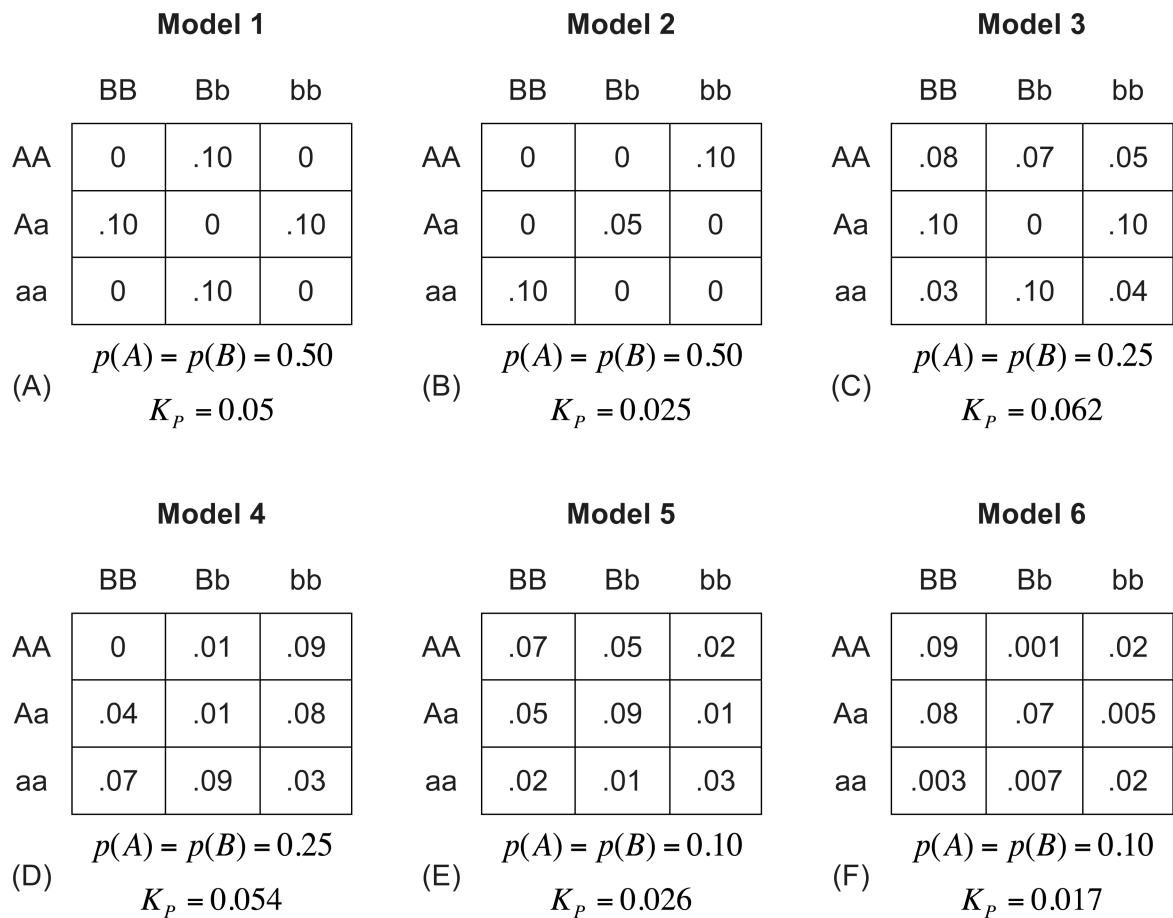 Model 1
BB Bb bb
AA 0 .10 0
Aa .10 0 .10
aa 0 .10 0
p(A) = p(B) = 0.50
(A)
K_P = 0.05
Model 2
BB Bb bb
AA 0 0 .10
Aa 0 .05 0
aa .10 0 0
p(A) = p(B) = 0.50
(B)
K_P = 0.025
Model 3
BB Bb bb
AA .08 .07 .05
Aa .10 0 .10
aa .03 .10 .04
p(A) = p(B) = 0.25
(C)
K_P = 0.062
Model 4
BB Bb bb
AA 0 .01 .09
Aa .04 .01 .08
aa .07 .09 .03
p(A) = p(B) = 0.25
(D)
K_P = 0.054
Model 5
BB Bb bb
AA .07 .05 .02
Aa .05 .09 .01
aa .02 .01 .03
p(A) = p(B) = 0.10
(E)
K_P = 0.026
Model 6
BB Bb bb
AA .09 .001 .02
Aa .08 .07 .005
aa .003 .007 .02
p(A) = p(B) = 0.10
(F)
K_P = 0.017